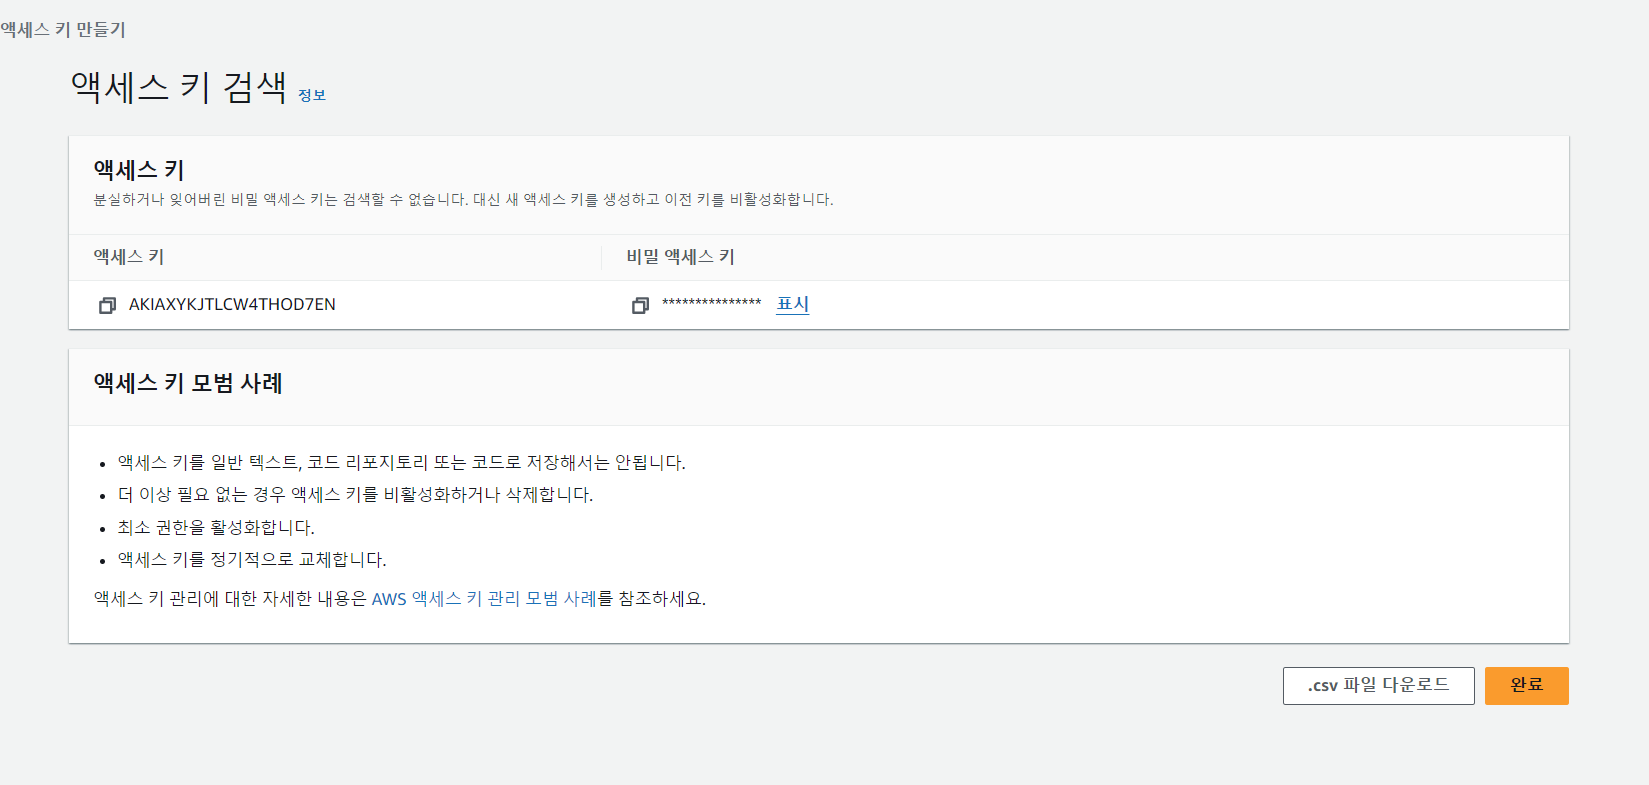 액세스 키 만들기
액세스 키 검색 정보
액세스 키
분실하거나 잊어버린 비밀 액세스 키는 검색할 수 없습니다. 대신 새 액세스 키를 생성하고 이전 키를 비활성화합니다.
액세스 키 비밀 액세스 키
AKIAXYKJTLCW4THOD7EN *************** 표시
액세스 키 모범 사례
• 액세스 키를 일반 텍스트, 코드 리포지토리 또는 코드로 저장해서는 안됩니다.
• 더 이상 필요 없는 경우 액세스 키를 비활성화하거나 삭제합니다.
• 최소 권한을 활성화합니다.
• 액세스 키를 정기적으로 교체합니다.
액세스 키 관리에 대한 자세한 내용은 AWS 액세스 키 관리 모범 사례를 참조하세요.
.csv 파일 다운로드 완료